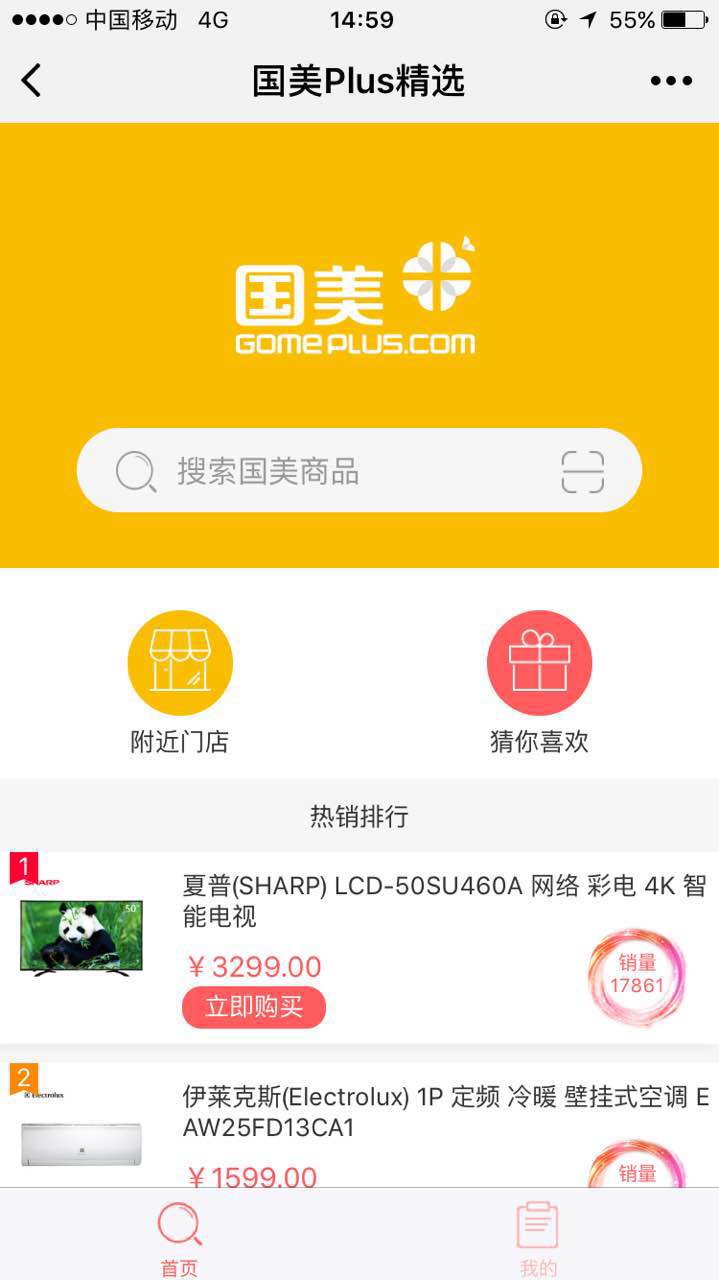 中国移动 4G 14:59 55%
国美Plus精选
国美
GOMEPLUS.COM
搜索国美商品
附近门店 猜你喜欢
热销排行
1
SHARP
50"
夏普(SHARP) LCD-50SU460A 网络 彩电 4K 智
能电视
￥3299.00
立即购买
销量
17861
2
Electrolux
伊莱克斯(Electrolux) 1P 定频 冷暖 壁挂式空调 E
AW25FD13CA1
￥1599.00
销量
首页 我的